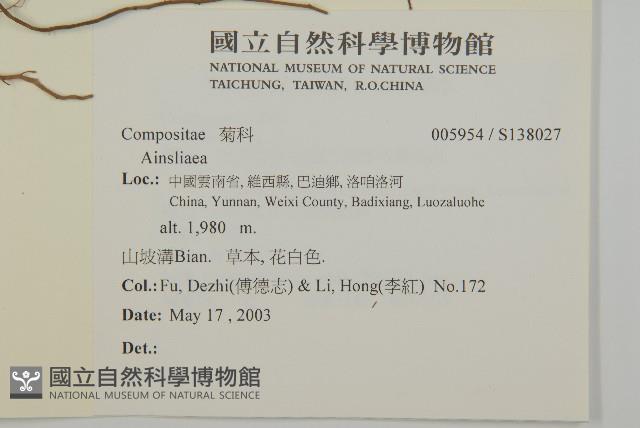 國立自然科學博物館
NATIONAL MUSEUM OF NATURAL SCIENCE
TAICHUNG, TAIWAN, R.O.CHINA
Compositae 菊科 005954 / S138027
Ainsliaea
Loc.: 中國雲南省, 維西縣, 巴迪鄉, 洛咱洛河
China, Yunnan, Weixi County, Badixiang, Luozaluohe
alt. 1,980 m.
山坡溝Bian. 草本, 花白色.
Col.: Fu, Dezhi(傅德志) & Li, Hong(李紅) No.172
Date: May 17 , 2003
Det.:
國立自然科學博物館
NATIONAL MUSEUM OF NATURAL SCIENCE